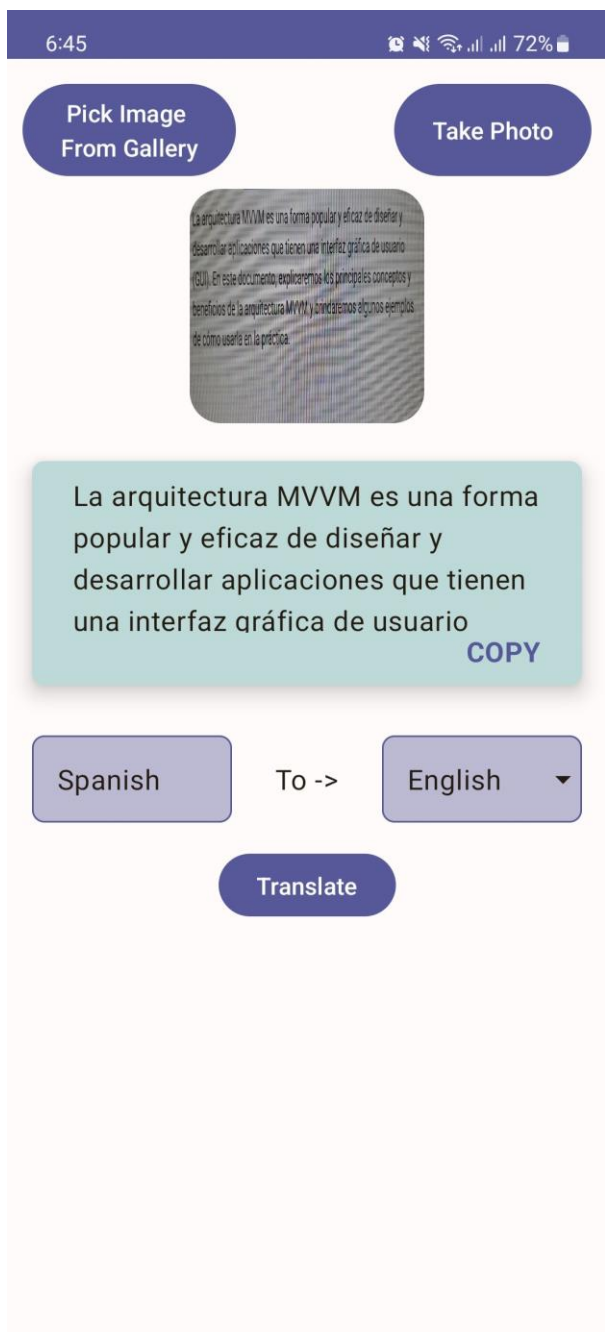 6:45 72%
Pick Image
From Gallery
Take Photo
La arquitectura MVVM es una forma popular y eficaz de diseñar y
desarrollar aplicaciones que tienen una interfaz gráfica de usuario
(GUI). En este documento, explicaremos los principales conceptos y
beneficios de la arquitectura MVVM y brindaremos algunos ejemplos
de cómo usarla en la práctica.
La arquitectura MVVM es una forma
popular y eficaz de diseñar y
desarrollar aplicaciones que tienen
una interfaz gráfica de usuario
COPY
Spanish To -> English
Translate